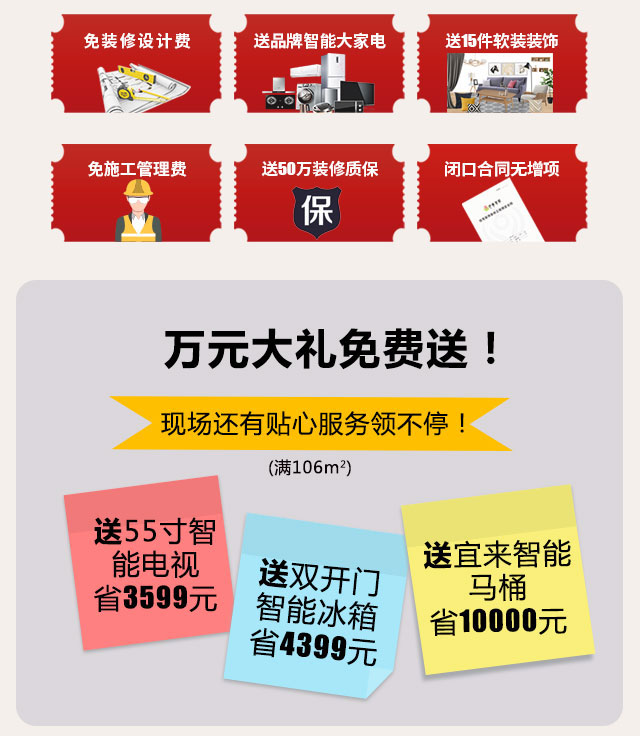 免装修设计费
送品牌智能大家电
送15件软装装饰
免施工管理费
送50万装修质保
闭口合同无增项
保
万元大礼免费送！
现场还有贴心服务领不停！
(满106m²)
送55寸智
能电视
省3599元
送双开门
智能冰箱
省4399元
送宜来智能
马桶
省10000元